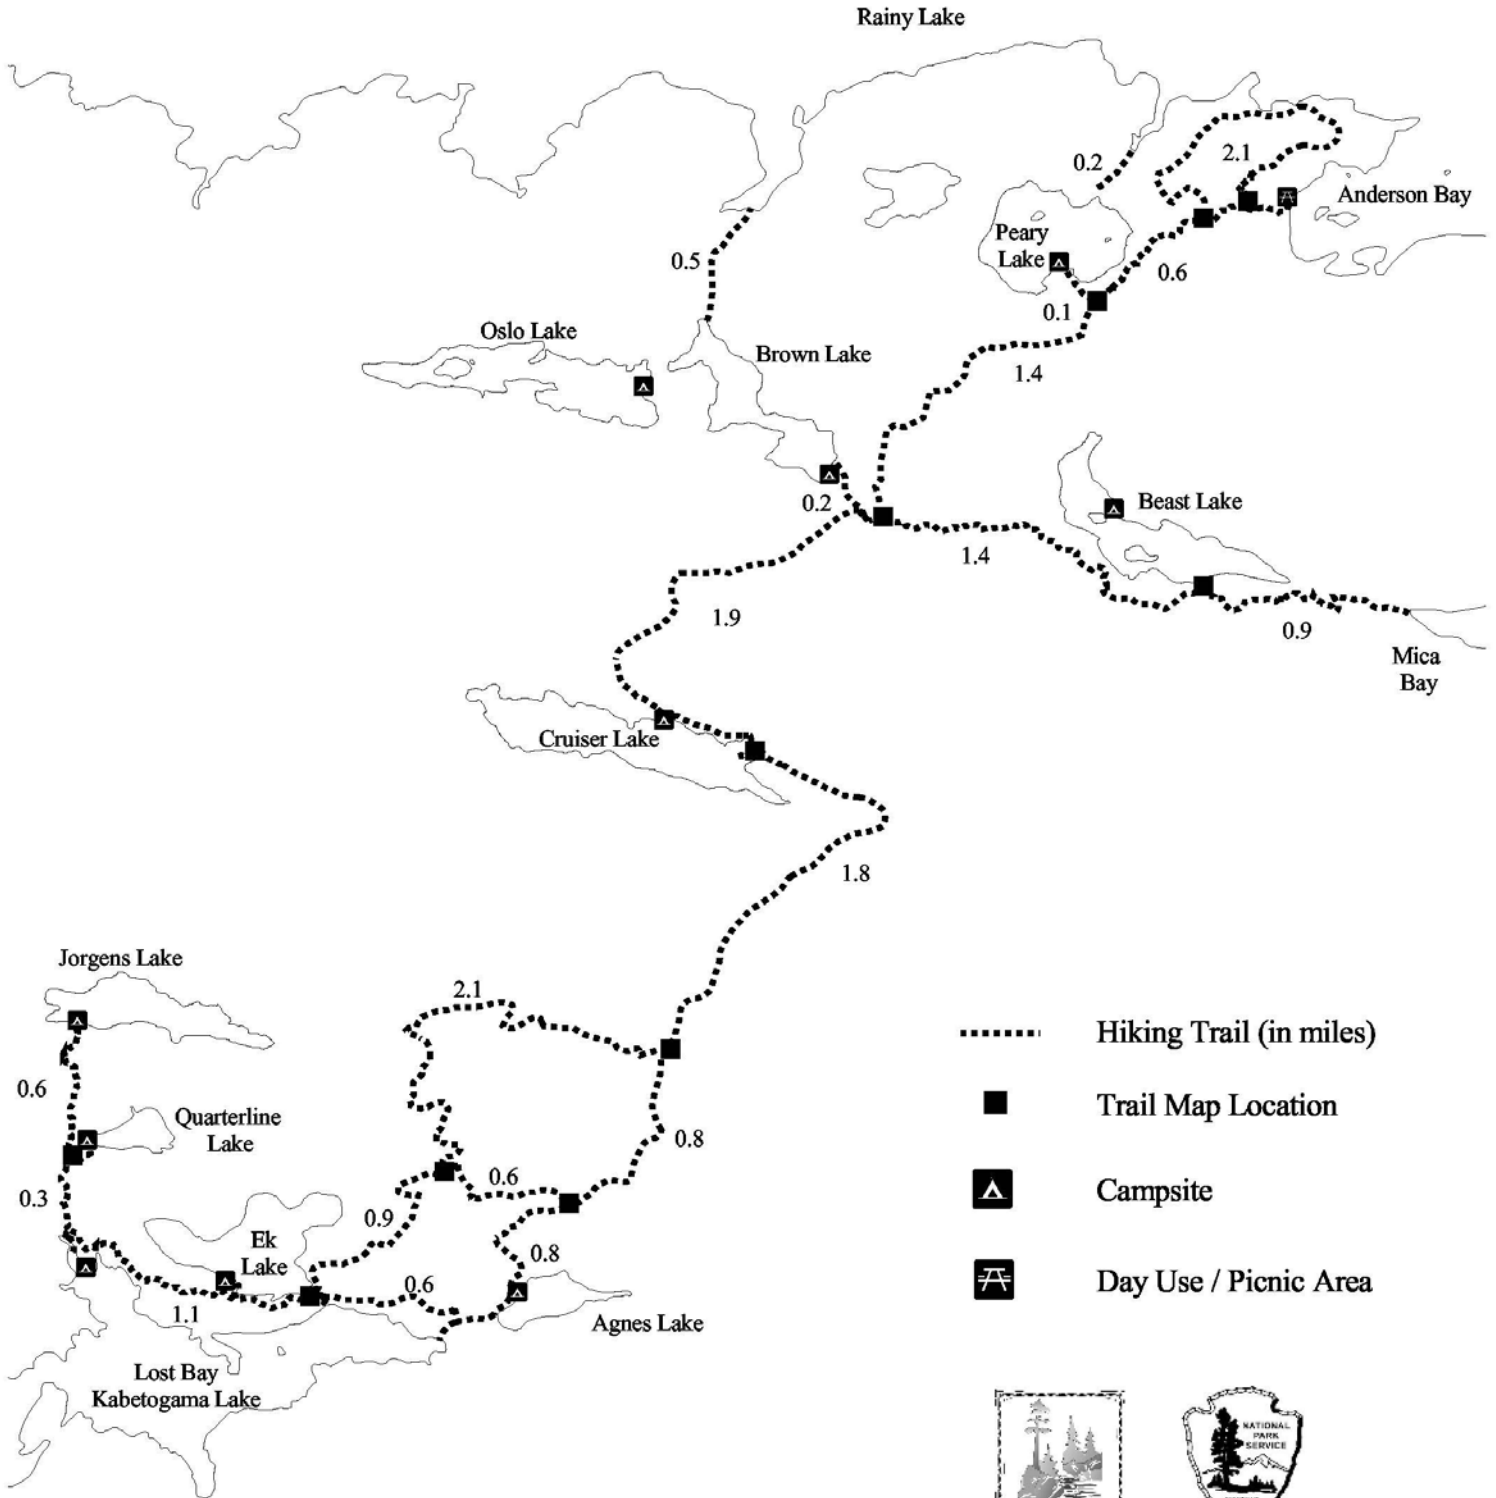 Rainy Lake
0.2
2.1
Anderson Bay
Peary
Lake
0.5
0.6
0.1
Oslo Lake
Brown Lake
1.4
0.2
Beast Lake
1.4
1.9
0.9
Mica
Bay
Cruiser Lake
1.8
Jorgens Lake
2.1
Hiking Trail (in miles)
0.6
Trail Map Location
Quarterline
Lake
0.8
0.6
Campsite
0.3
0.9
Ek
Lake
0.8
0.6
Day Use / Picnic Area
1.1
Agnes Lake
Lost Bay
Kabetogama Lake
NATIONAL
PARK
SERVICE